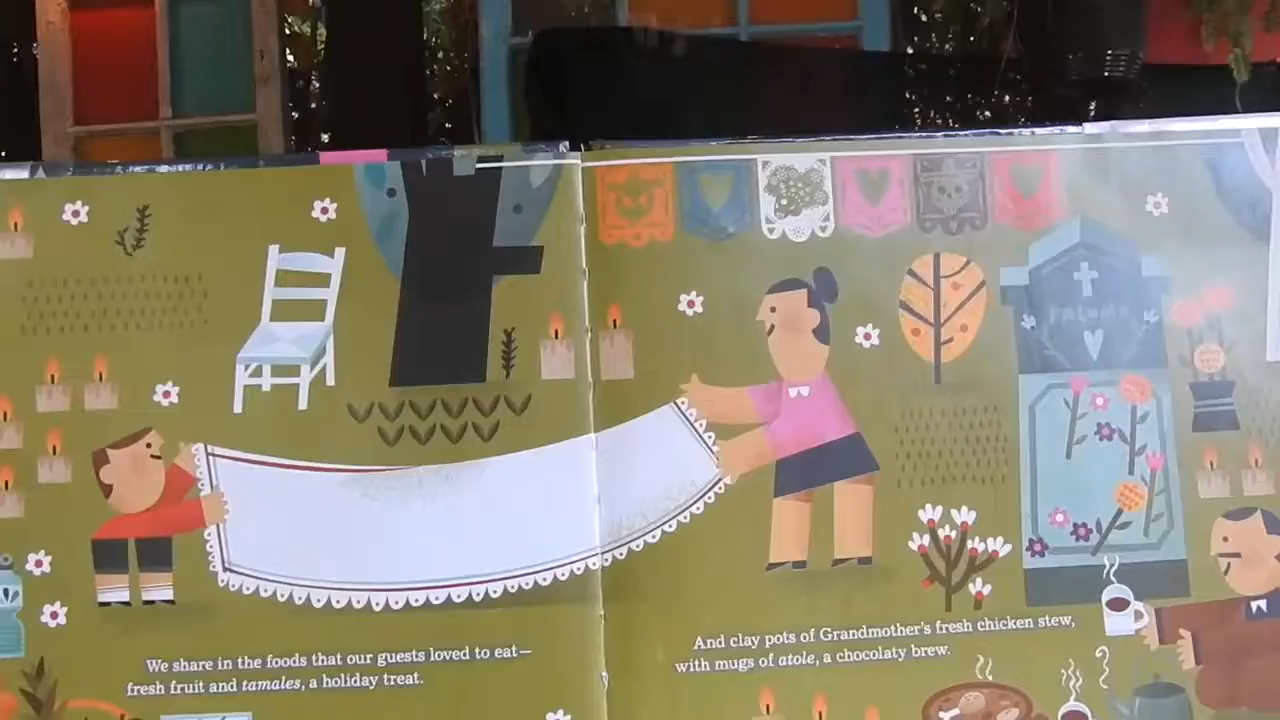 We share in the foods that our guests loved to eat—
fresh fruit and tamales, a holiday treat.
PALOMA
And clay pots of Grandmother's fresh chicken stew,
with mugs of atole, a chocolaty brew.